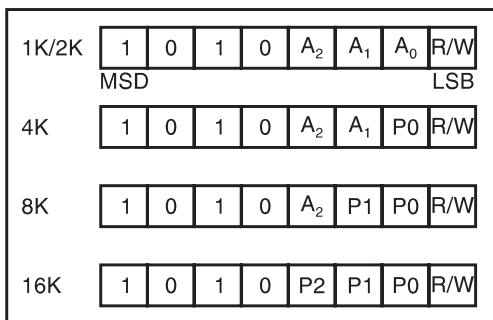 1K/2K 1 0 1 0 A₂ A₁ A₀ R/W
MSD LSB
4K 1 0 1 0 A₂ A₁ P0 R/W
8K 1 0 1 0 A₂ P1 P0 R/W
16K 1 0 1 0 P2 P1 P0 R/W